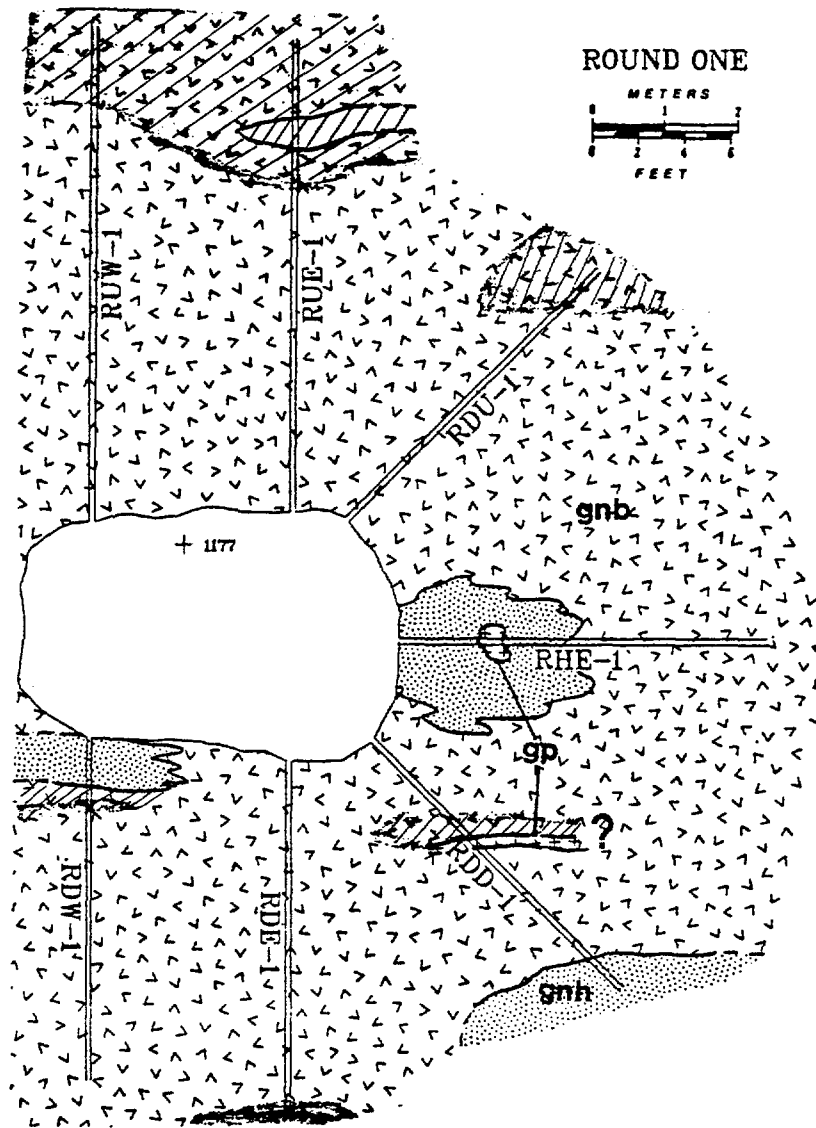 ROUND ONE
METERS
0 1 2
0 2 4 6
FEET
RUW-1
RUE-1
RDU-1
gnb
+ 1177
RHE-1
gp
?
RDW-1
RDE-1
RDD-1
gnh